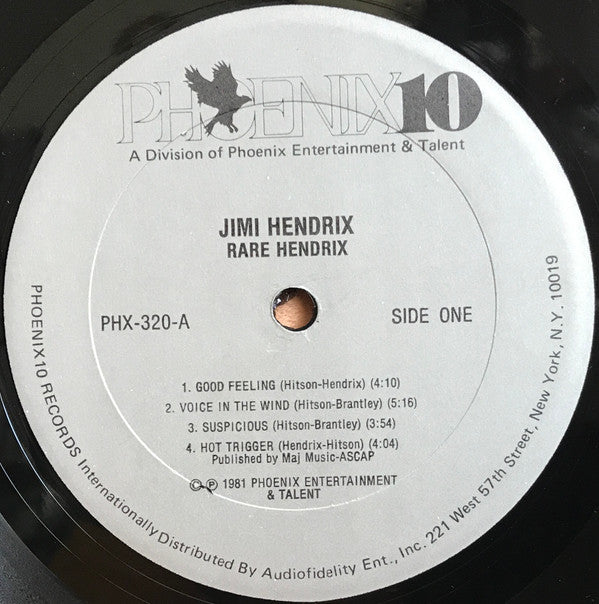 PHOENIX10
A Division of Phoenix Entertainment & Talent
JIMI HENDRIX
RARE HENDRIX
PHX-320-A
SIDE ONE
1. GOOD FEELING (Hitson-Hendrix) (4:10)
2. VOICE IN THE WIND (Hitson-Brantley) (5:16)
3. SUSPICIOUS (Hitson-Brantley) (3:54)
4. HOT TRIGGER (Hendrix-Hitson) (4:04)
Published by Maj Music-ASCAP
© ℗ 1981 PHOENIX ENTERTAINMENT
& TALENT
PHOENIX10 RECORDS Internationally Distributed By Audiofidelity Ent., Inc. 221 West 57th Street, New York, N.Y. 10019